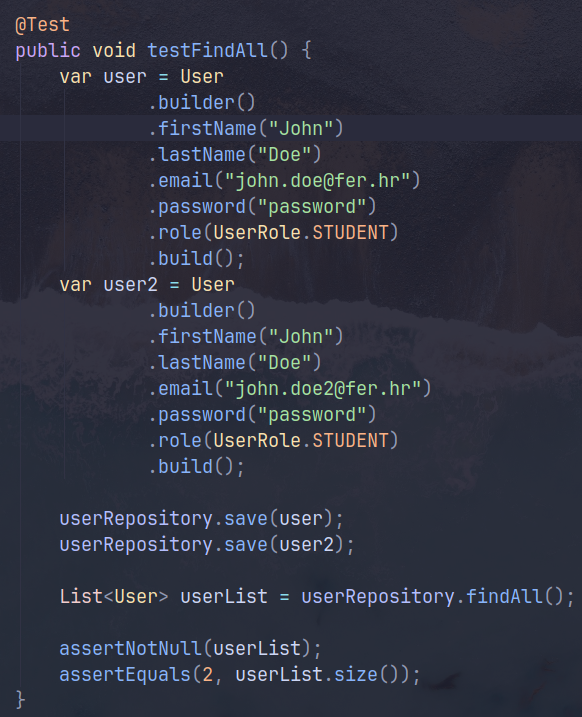 @Test
public void testFindAll() {
    var user = User
            .builder()
            .firstName("John")
            .lastName("Doe")
            .email("john.doe@fer.hr")
            .password("password")
            .role(UserRole.STUDENT)
            .build();
    var user2 = User
            .builder()
            .firstName("John")
            .lastName("Doe")
            .email("john.doe2@fer.hr")
            .password("password")
            .role(UserRole.STUDENT)
            .build();

    userRepository.save(user);
    userRepository.save(user2);

    List<User> userList = userRepository.findAll();

    assertNotNull(userList);
    assertEquals(2, userList.size());
}